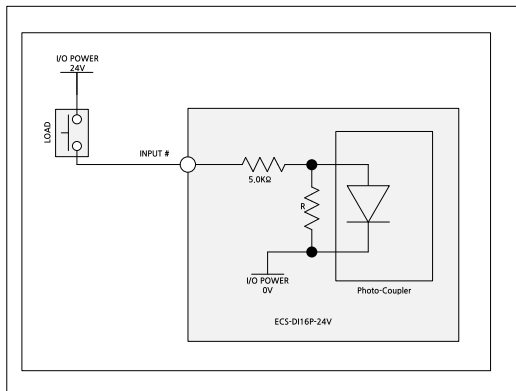 I/O POWER
24V
LOAD
INPUT #
5.0KΩ
R
I/O POWER
0V
Photo-Coupler
ECS-DI16P-24V